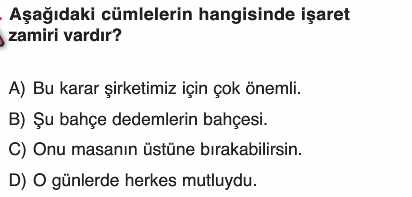 Aşağıdaki cümlelerin hangisinde işaret
zamiri vardır?
A) Bu karar şirketimiz için çok önemli.
B) Şu bahçe dedemlerin bahçesi.
C) Onu masanın üstüne bırakabilirsin.
D) O günlerde herkes mutluydu.